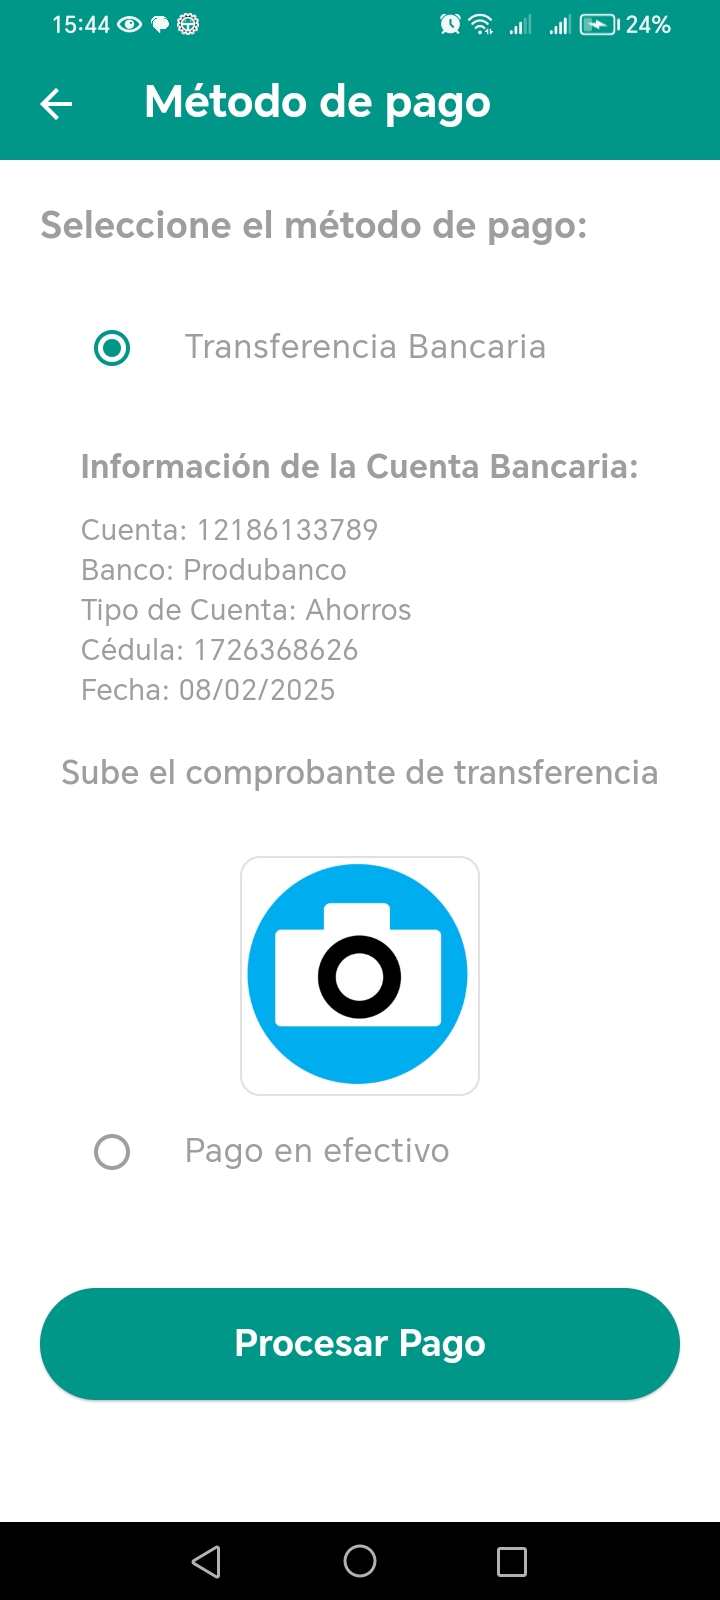 15:44
24%
Método de pago
Seleccione el método de pago:
Transferencia Bancaria
Información de la Cuenta Bancaria:
Cuenta: 12186133789
Banco: Produbanco
Tipo de Cuenta: Ahorros
Cédula: 1726368626
Fecha: 08/02/2025
Sube el comprobante de transferencia
Pago en efectivo
Procesar Pago